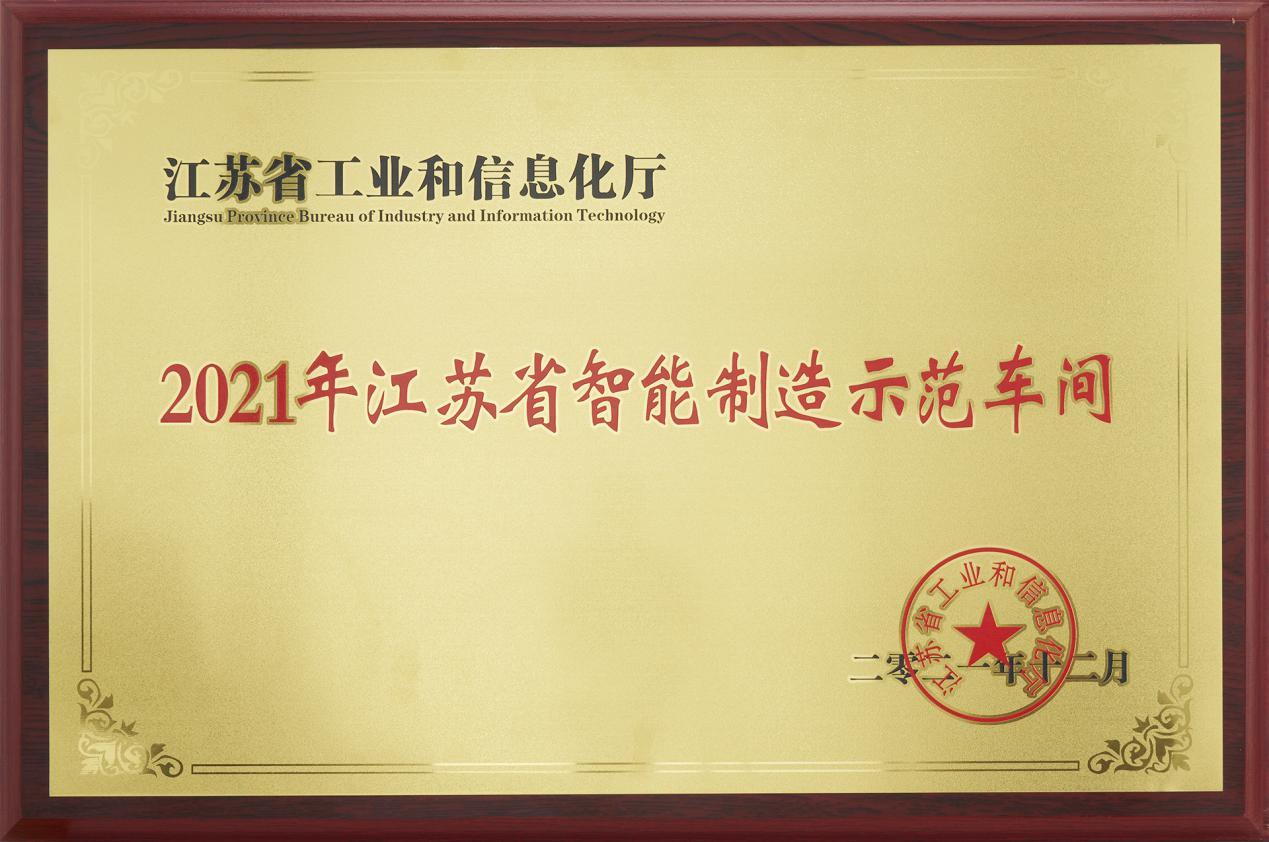 江苏省工业和信息化厅
Jiangsu Province Bureau of Industry and Information Technology
2021年江苏省智能制造示范车间
江苏省工业和信息化厅
二零二一年十二月